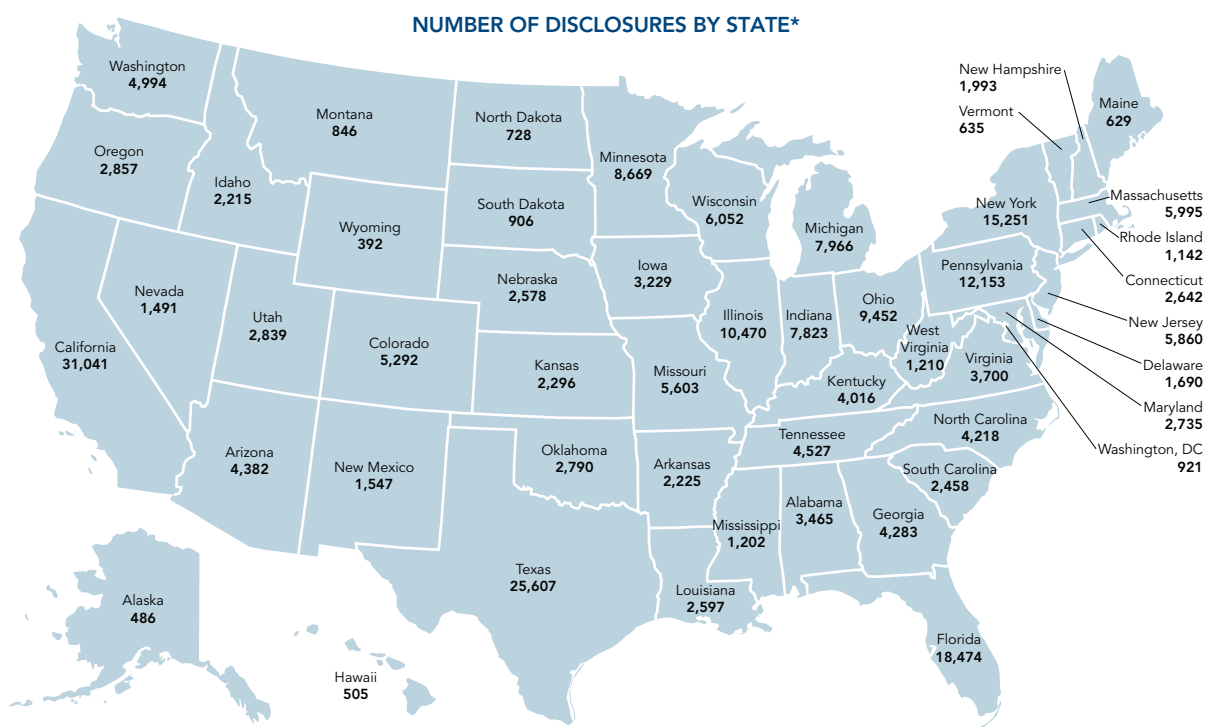 NUMBER OF DISCLOSURES BY STATE*
Washington
4,994
Oregon
2,857
California
31,041
Idaho
2,215
Nevada
1,491
Montana
846
Wyoming
392
Utah
2,839
Colorado
5,292
Arizona
4,382
New Mexico
1,547
North Dakota
728
South Dakota
906
Nebraska
2,578
Kansas
2,296
Oklahoma
2,790
Texas
25,607
Minnesota
8,669
Iowa
3,229
Missouri
5,603
Arkansas
2,225
Louisiana
2,597
Wisconsin
6,052
Illinois
10,470
Michigan
7,966
Indiana
7,823
Ohio
9,452
Kentucky
4,016
Tennessee
4,527
Mississippi
1,202
Alabama
3,465
Georgia
4,283
Florida
18,474
South Carolina
2,458
North Carolina
4,218
Virginia
3,700
West
Virginia
1,210
Pennsylvania
12,153
New York
15,251
Vermont
635
New Hampshire
1,993
Maine
629
Massachusetts
5,995
Rhode Island
1,142
Connecticut
2,642
New Jersey
5,860
Delaware
1,690
Maryland
2,735
Washington, DC
921
Alaska
486
Hawaii
505